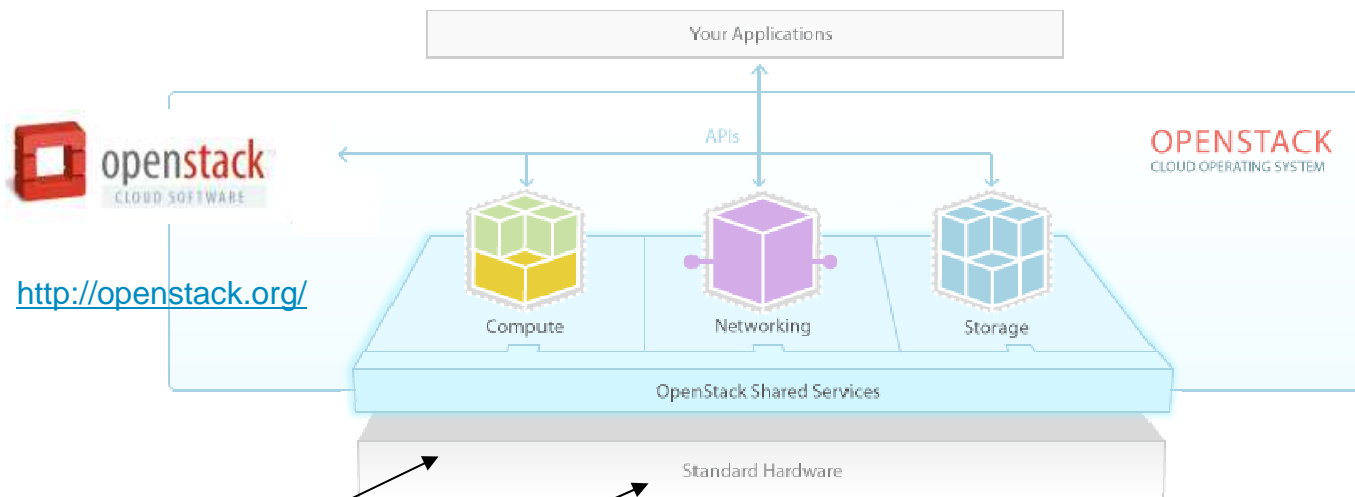 Your Applications
APIs
OPENSTACK
CLOUD OPERATING SYSTEM
openstack
CLOUD SOFTWARE
http://openstack.org/
Compute
Networking
Storage
OpenStack Shared Services
Standard Hardware